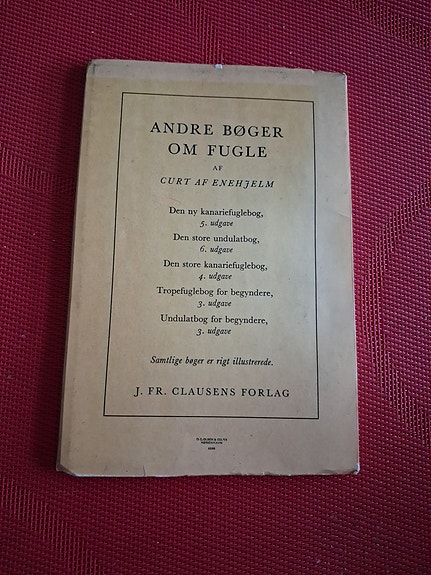 ANDRE BØGER
OM FUGLE
AF
CURT AF ENEHJELM
Den ny kanariefuglebog,
5. udgave
Den store undulatbog,
6. udgave
Den store kanariefuglebog,
4. udgave
Tropefuglebog for begyndere,
3. udgave
Undulatbog for begyndere,
3. udgave
Samtlige bøger er rigt illustrerede.
J. FR. CLAUSENS FORLAG
KØBENHAVN